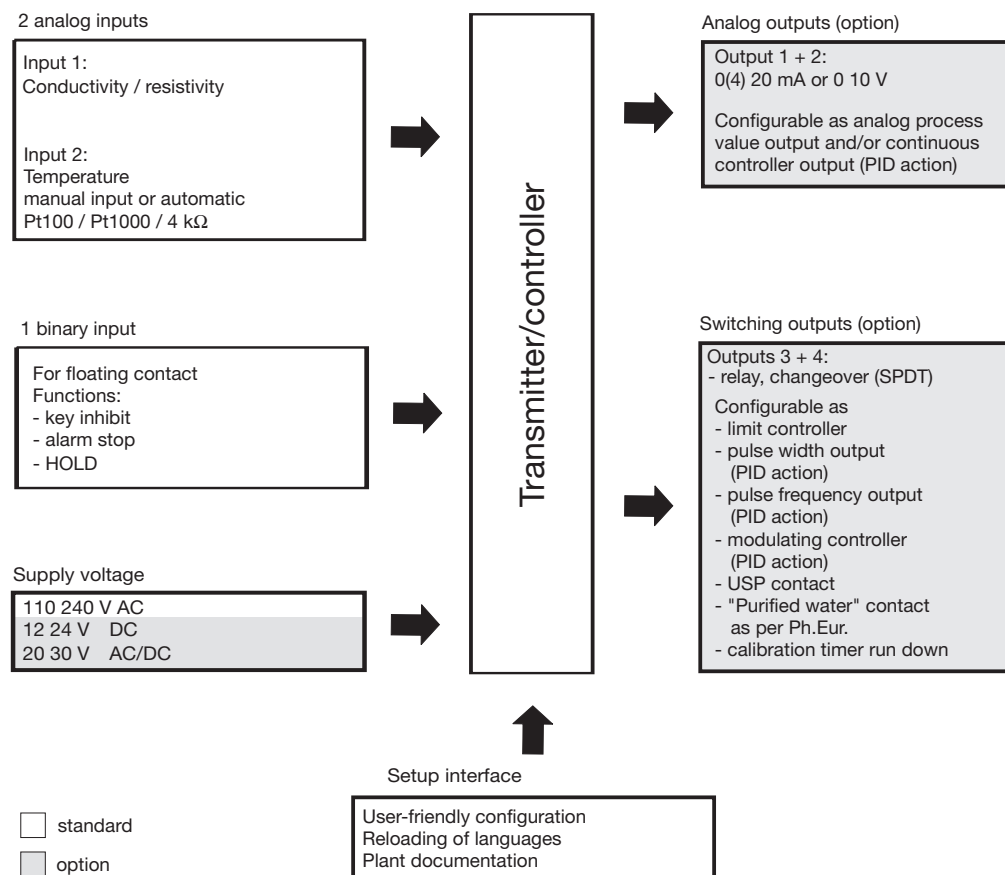 2 analog inputs
Input 1:
Conductivity / resistivity
Input 2:
Temperature
manual input or automatic
Pt100 / Pt1000 / 4 kΩ
1 binary input
For floating contact
Functions:
- key inhibit
- alarm stop
- HOLD
Supply voltage
110 240 V AC
12 24 V DC
20 30 V AC/DC
Transmitter/controller
Analog outputs (option)
Output 1 + 2:
0(4) 20 mA or 0 10 V
Configurable as analog process
value output and/or continuous
controller output (PID action)
Switching outputs (option)
Outputs 3 + 4:
- relay, changeover (SPDT)
Configurable as
- limit controller
- pulse width output
(PID action)
- pulse frequency output
(PID action)
- modulating controller
(PID action)
- USP contact
- "Purified water" contact
as per Ph.Eur.
- calibration timer run down
Setup interface
User-friendly configuration
Reloading of languages
Plant documentation
standard
option